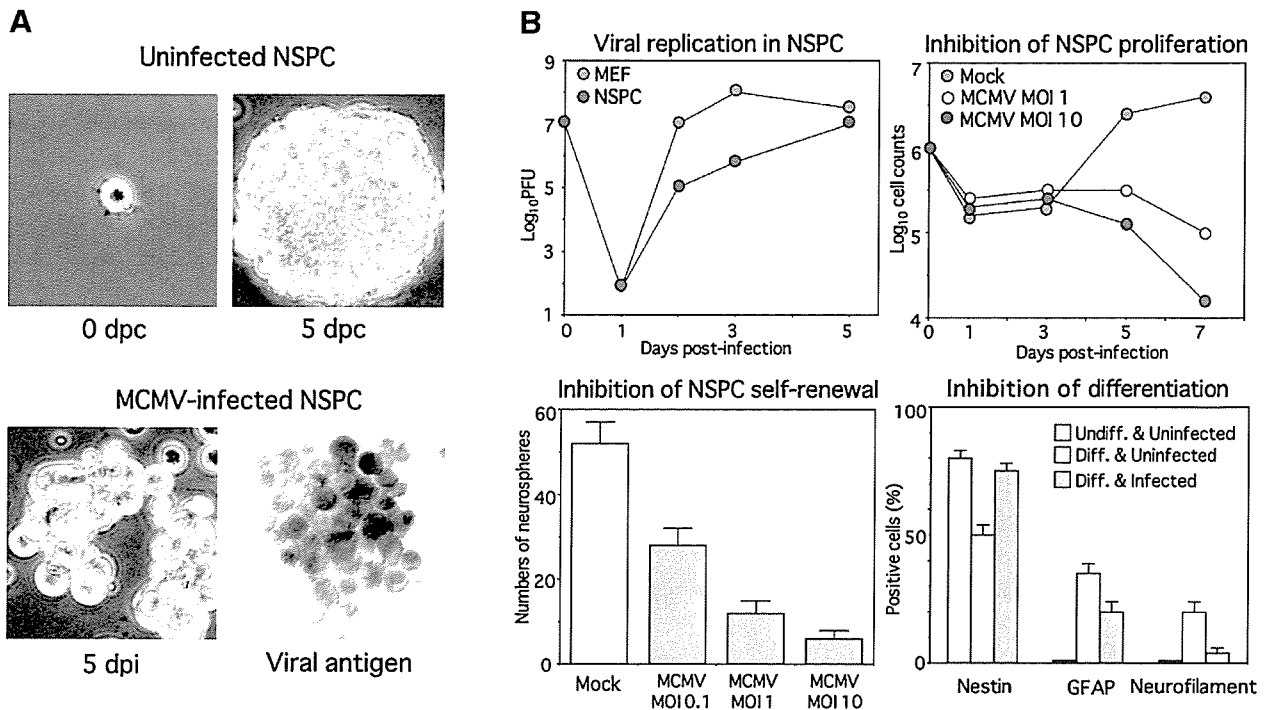 A
Uninfected NSPC
0 dpc
5 dpc
MCMV-infected NSPC
5 dpi
Viral antigen
B
Viral replication in NSPC
9
7
5
3
1
Log10PFU
MEF
NSPC
0
1
3
5
Days post-infection
Inhibition of NSPC proliferation
7
6
5
4
Log10 cell counts
Mock
MCMV MOI 1
MCMV MOI 10
0
1
3
5
7
Days post-infection
Inhibition of NSPC self-renewal
60
40
20
0
Numbers of neurospheres
Mock
MCMV
MOI 0.1
MCMV
MOI 1
MCMV
MOI 10
Inhibition of differentiation
100
50
0
Positive cells (%)
Undiff. & Uninfected
Diff. & Uninfected
Diff. & Infected
Nestin
GFAP
Neurofilament